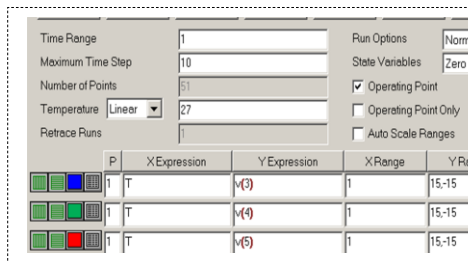 Time Range 1 Run Options Norm
Maximum Time Step 10 State Variables Zero
Number of Points 51 Operating Point
Temperature Linear 27 Operating Point Only
Retrace Runs 1 Auto Scale Ranges
P X Expression Y Expression X Range Y Ra
1 T v(3) 1 15,-15
1 T v(4) 1 15,-15
1 T v(5) 1 15,-15